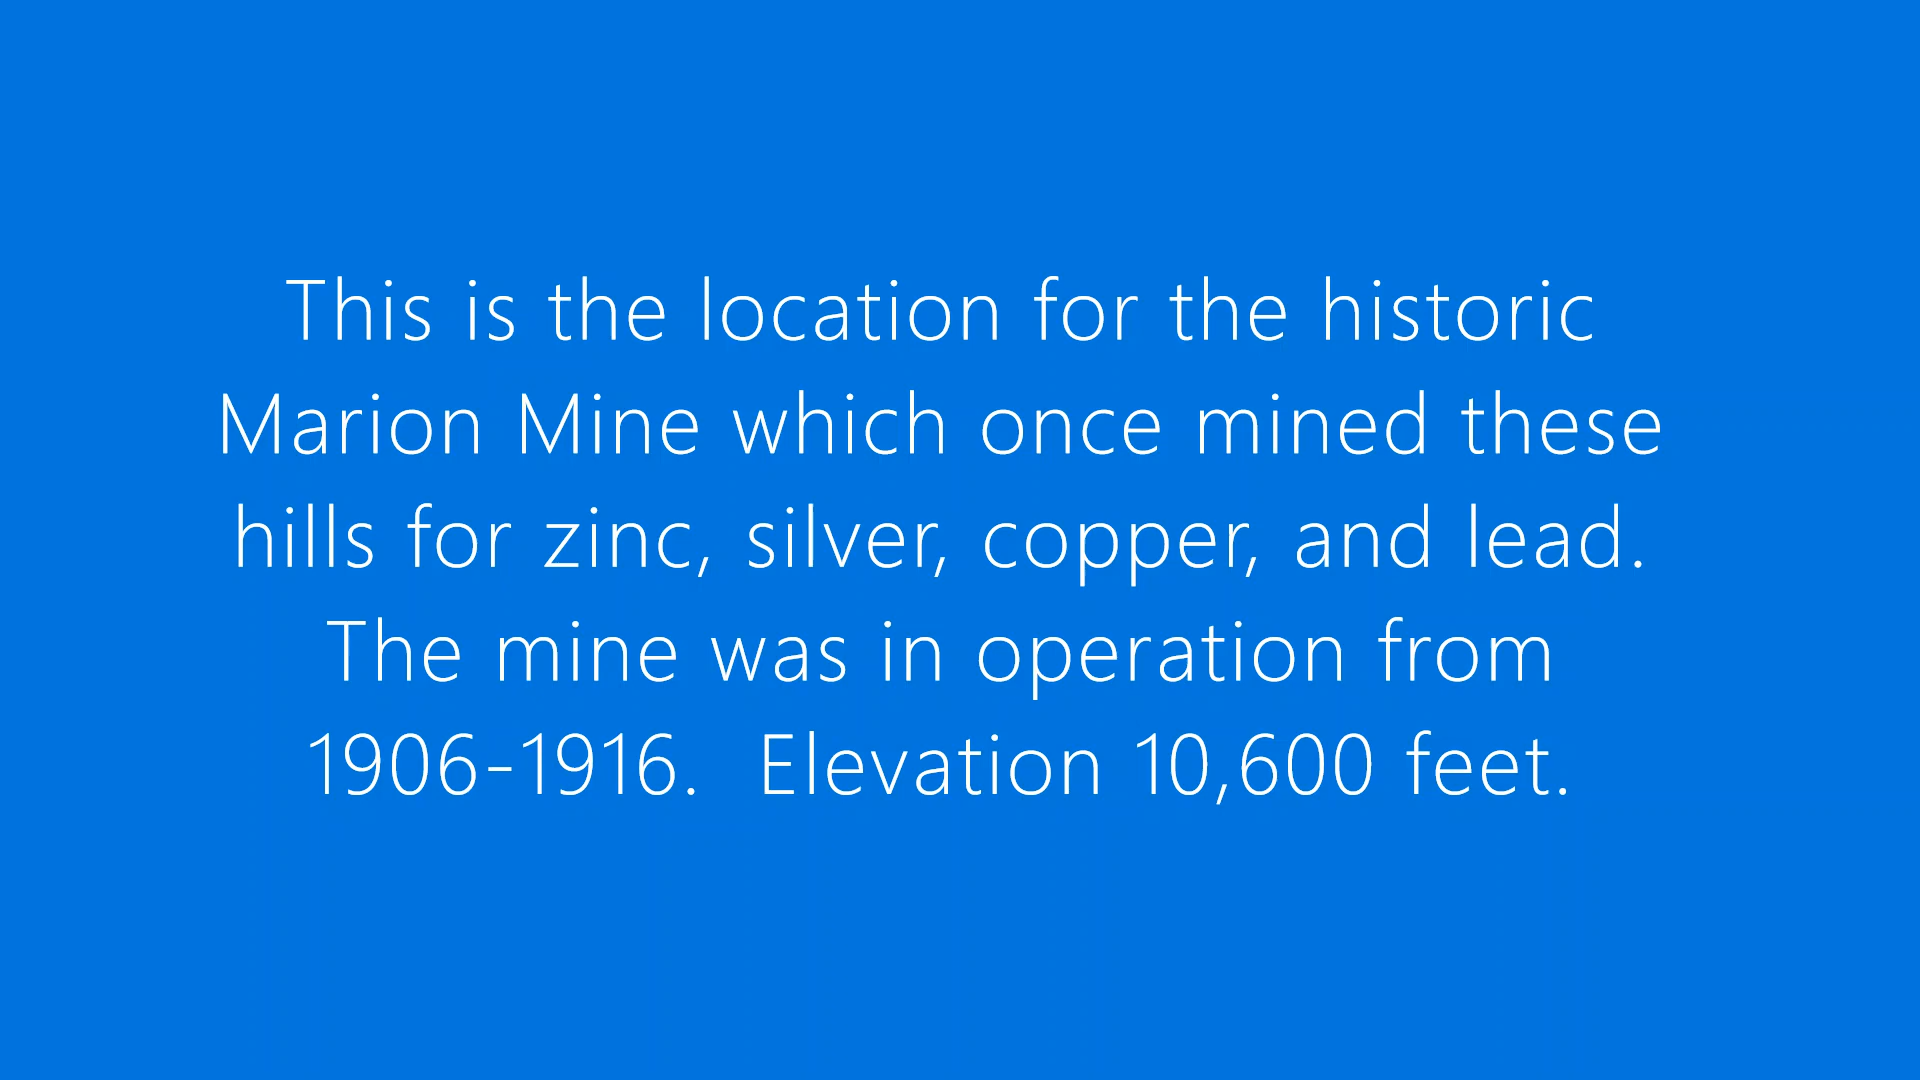 This is the location for the historic
Marion Mine which once mined these
hills for zinc, silver, copper, and lead.
The mine was in operation from
1906-1916.  Elevation 10,600 feet.